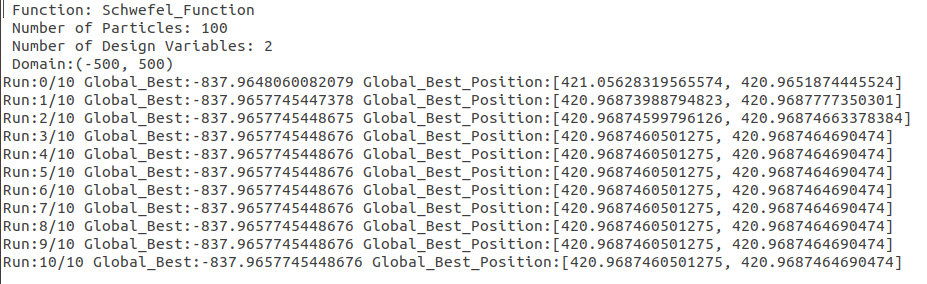 Function: Schwefel_Function
Number of Particles: 100
Number of Design Variables: 2
Domain:(-500, 500)
Run:0/10 Global_Best:-837.9648060082079 Global_Best_Position:[421.05628319565574, 420.9651874445524]
Run:1/10 Global_Best:-837.9657745447378 Global_Best_Position:[420.96873988794823, 420.9687777350301]
Run:2/10 Global_Best:-837.9657745448675 Global_Best_Position:[420.96874599796126, 420.96874663378384]
Run:3/10 Global_Best:-837.9657745448676 Global_Best_Position:[420.9687460501275, 420.9687464690474]
Run:4/10 Global_Best:-837.9657745448676 Global_Best_Position:[420.9687460501275, 420.9687464690474]
Run:5/10 Global_Best:-837.9657745448676 Global_Best_Position:[420.9687460501275, 420.9687464690474]
Run:6/10 Global_Best:-837.9657745448676 Global_Best_Position:[420.9687460501275, 420.9687464690474]
Run:7/10 Global_Best:-837.9657745448676 Global_Best_Position:[420.9687460501275, 420.9687464690474]
Run:8/10 Global_Best:-837.9657745448676 Global_Best_Position:[420.9687460501275, 420.9687464690474]
Run:9/10 Global_Best:-837.9657745448676 Global_Best_Position:[420.9687460501275, 420.9687464690474]
Run:10/10 Global_Best:-837.9657745448676 Global_Best_Position:[420.9687460501275, 420.9687464690474]